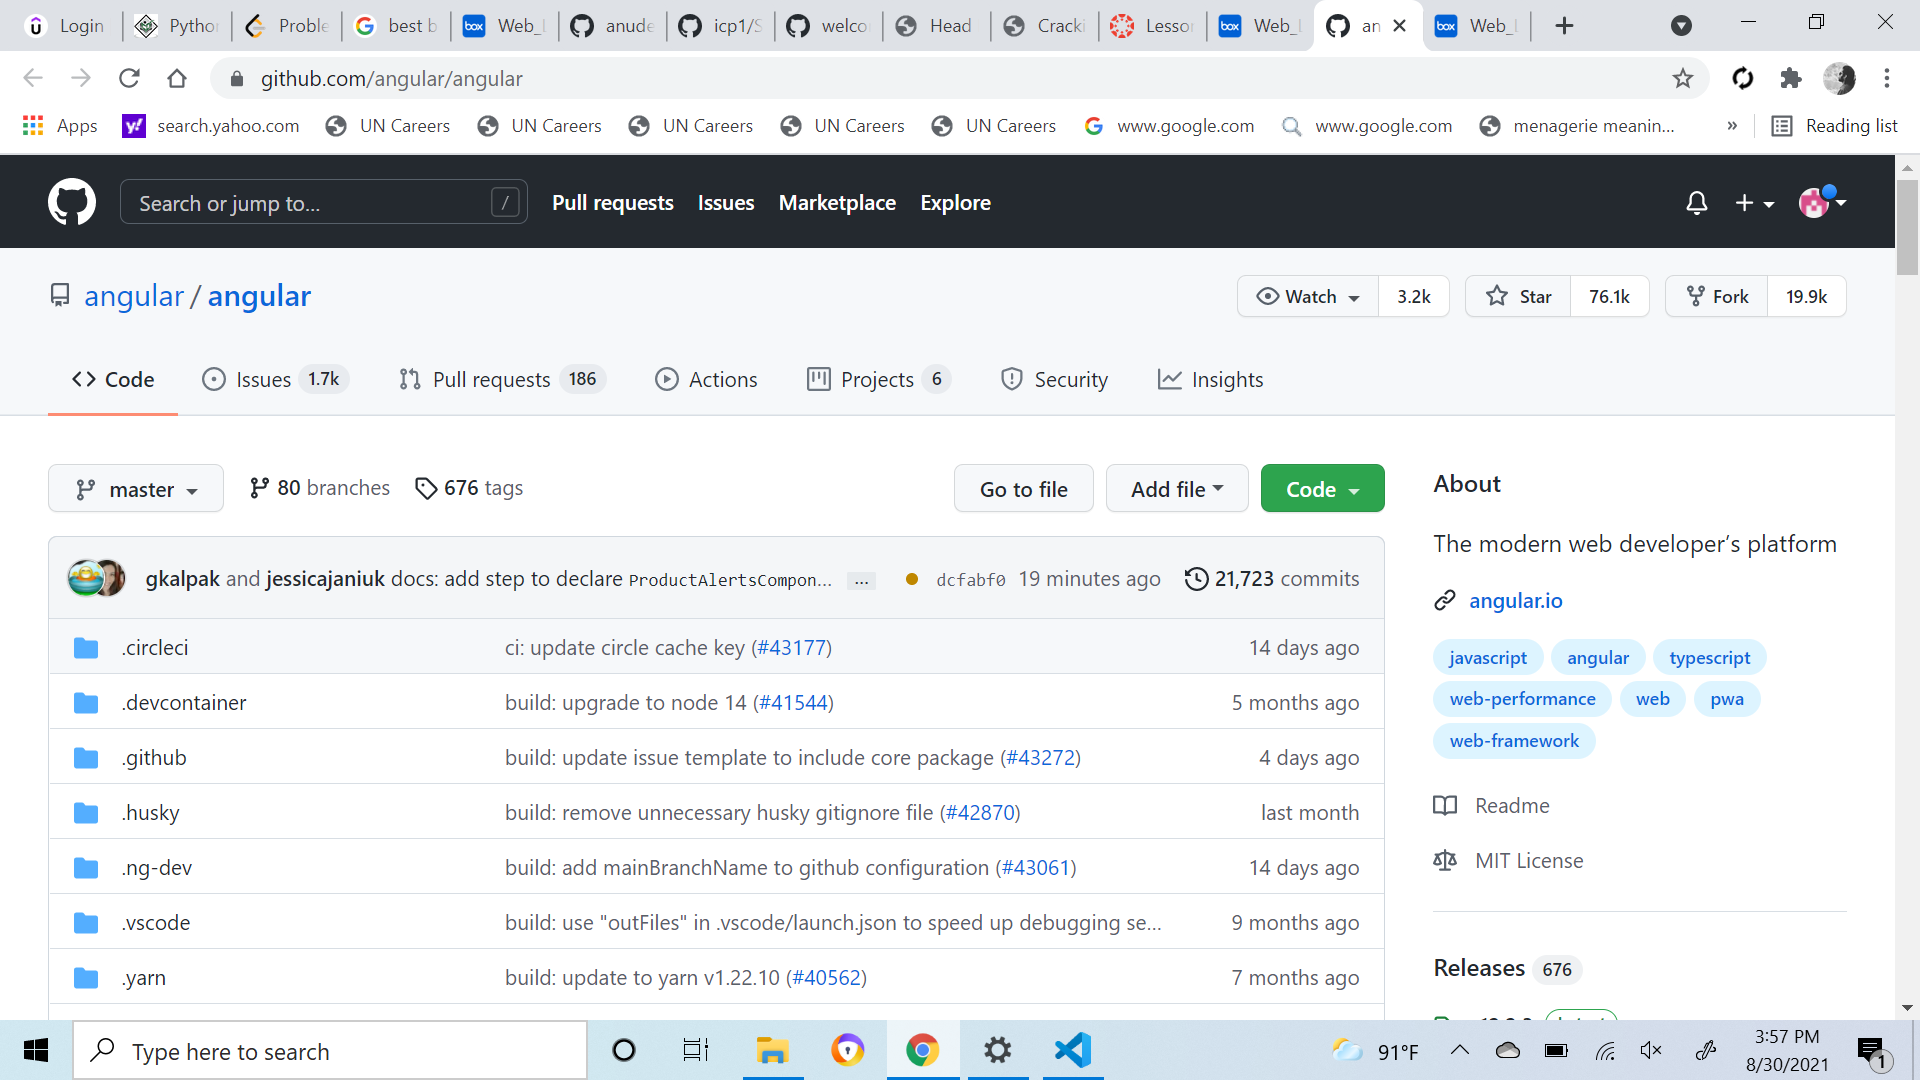 Login Python Proble best b Web_L anude icp1/S welco Head Cracki Lesson Web_L an Web_L
github.com/angular/angular
Apps search.yahoo.com UN Careers UN Careers UN Careers UN Careers UN Careers www.google.com www.google.com menagerie meanin... » Reading list
Search or jump to... / Pull requests Issues Marketplace Explore
angular / angular Watch 3.2k Star 76.1k Fork 19.9k
Code Issues 1.7k Pull requests 186 Actions Projects 6 Security Insights
master 80 branches 676 tags Go to file Add file Code
About
The modern web developer's platform
angular.io
javascript angular typescript
web-performance web pwa
web-framework
Readme
MIT License
Releases 676
gkalpak and jessicajaniuk docs: add step to declare ProductAlertsCompon... ... dcfabf0 19 minutes ago 21,723 commits
.circleci ci: update circle cache key (#43177) 14 days ago
.devcontainer build: upgrade to node 14 (#41544) 5 months ago
.github build: update issue template to include core package (#43272) 4 days ago
.husky build: remove unnecessary husky gitignore file (#42870) last month
.ng-dev build: add mainBranchName to github configuration (#43061) 14 days ago
.vscode build: use "outFiles" in .vscode/launch.json to speed up debugging se... 9 months ago
.yarn build: update to yarn v1.22.10 (#40562) 7 months ago
Type here to search 91°F 3:57 PM
8/30/2021 1